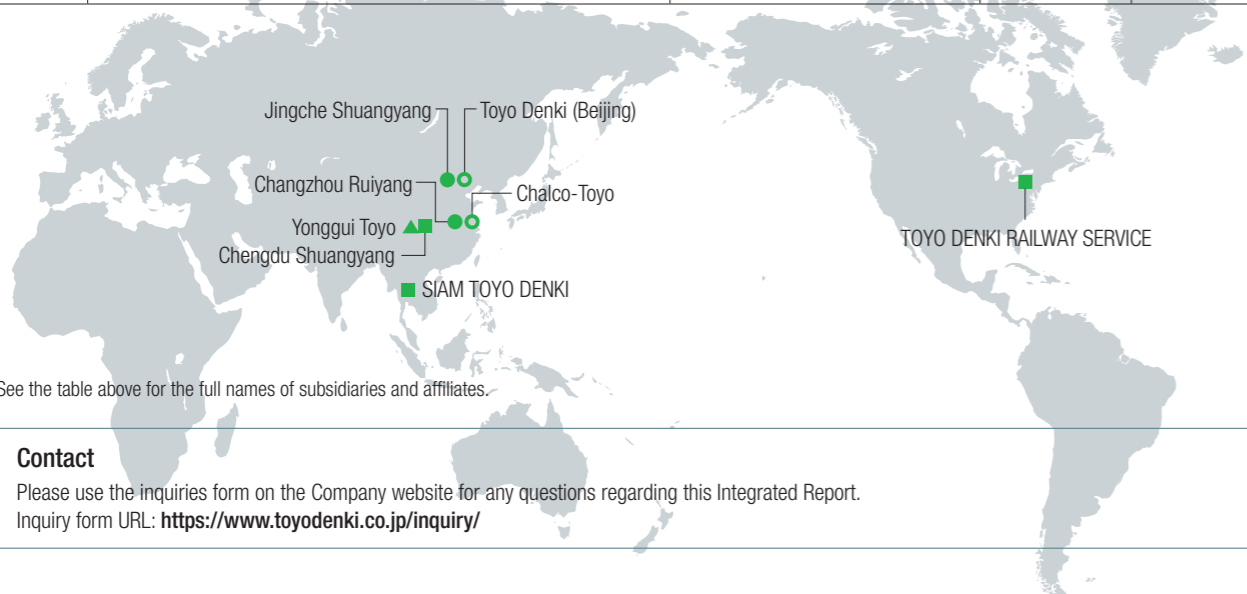 Jingche Shuangyang
Toyo Denki (Beijing)
Changzhou Ruiyang
Chalco-Toyo
Yonggui Toyo
Chengdu Shuangyang
TOYO DENKI RAILWAY SERVICE
SIAM TOYO DENKI
See the table above for the full names of subsidiaries and affiliates.
Contact
Please use the inquiries form on the Company website for any questions regarding this Integrated Report.
Inquiry form URL: https://www.toyodenki.co.jp/inquiry/